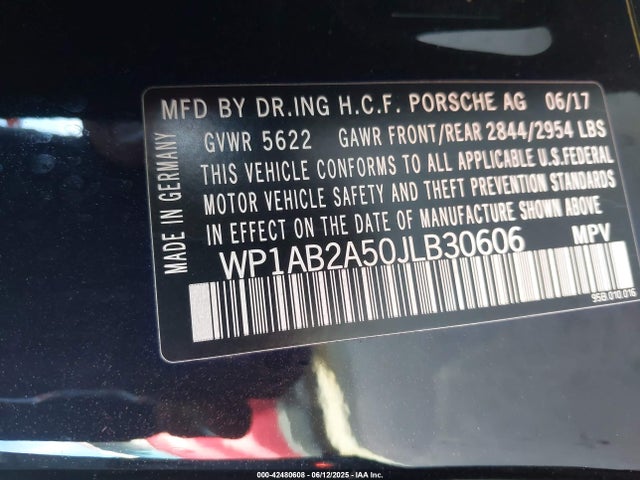 MFD BY DR.ING H.C.F. PORSCHE AG 06/17
GVWR 5622 GAWR FRONT/REAR 2844/2954 LBS
THIS VEHICLE CONFORMS TO ALL APPLICABLE U.S.FEDERAL
MOTOR VEHICLE SAFETY AND THEFT PREVENTION STANDARDS
IN EFFECT ON DATE OF MANUFACTURE SHOWN ABOVE
WP1AB2A50JLB30606 MPV
MADE IN GERMANY
95B.010.016
000-42480608 - 06/12/2025 - IAA Inc.